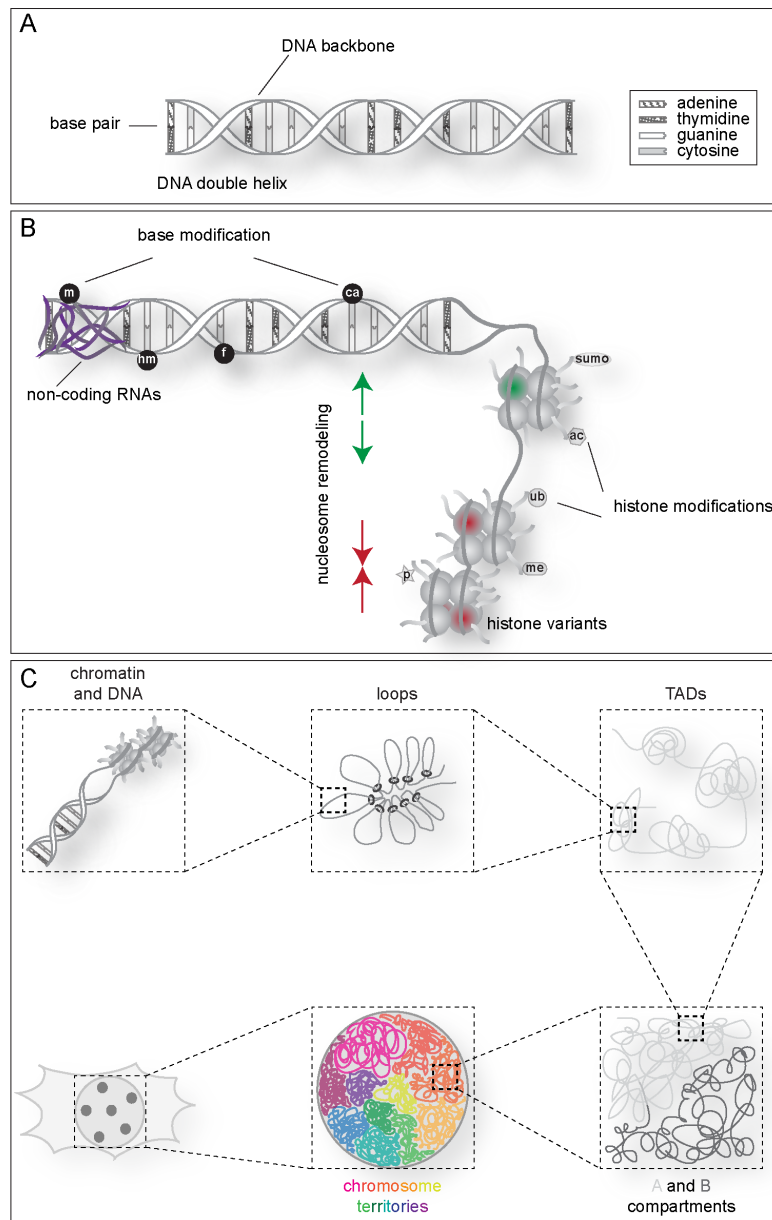 A
DNA backbone
base pair
DNA double helix
adenine
thymidine
guanine
cytosine
B
base modification
m
ca
hm
f
non-coding RNAs
nucleosome remodeling
sumo
ac
ub
histone modifications
me
p
histone variants
C
chromatin
and DNA
loops
TADs
chromosome
territories
A and B
compartments